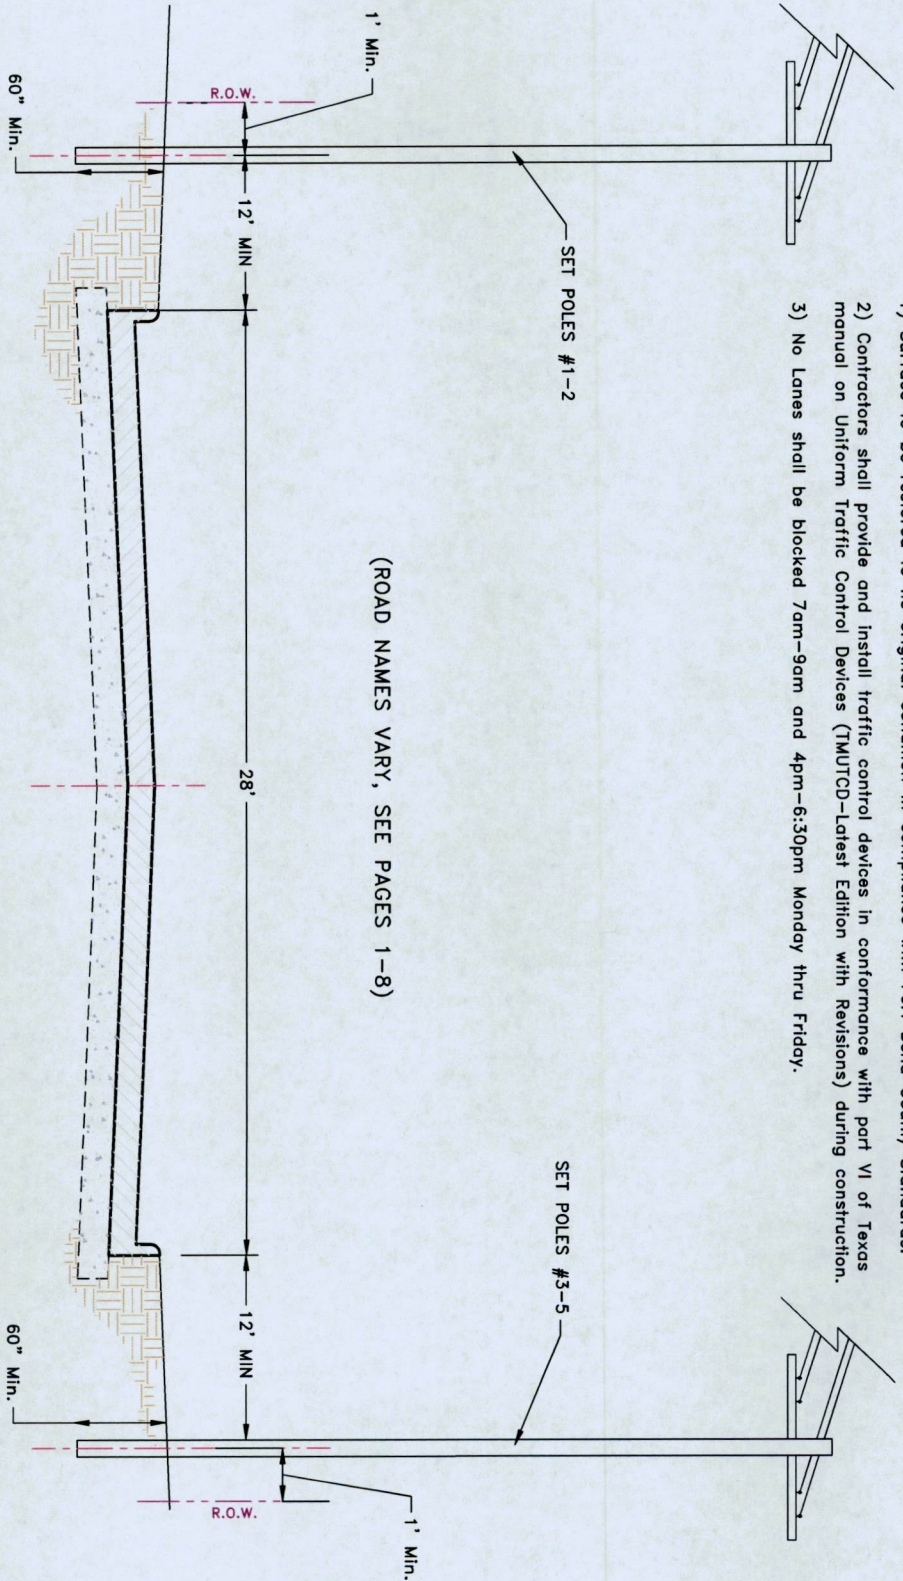 2) Contractors shall provide and install traffic control devices in conformance with part VI of Texas
manual on Uniform Traffic Control Devices (TMUTCD-Latest Edition with Revisions) during construction.
3) No Lanes shall be blocked 7am-9am and 4pm-6:30pm Monday thru Friday.
SET POLES #1-2
SET POLES #3-5
(ROAD NAMES VARY, SEE PAGES 1-8)
1' Min.
R.O.W.
12' MIN
28'
12' MIN
1' Min.
R.O.W.
60" Min.
60" Min.